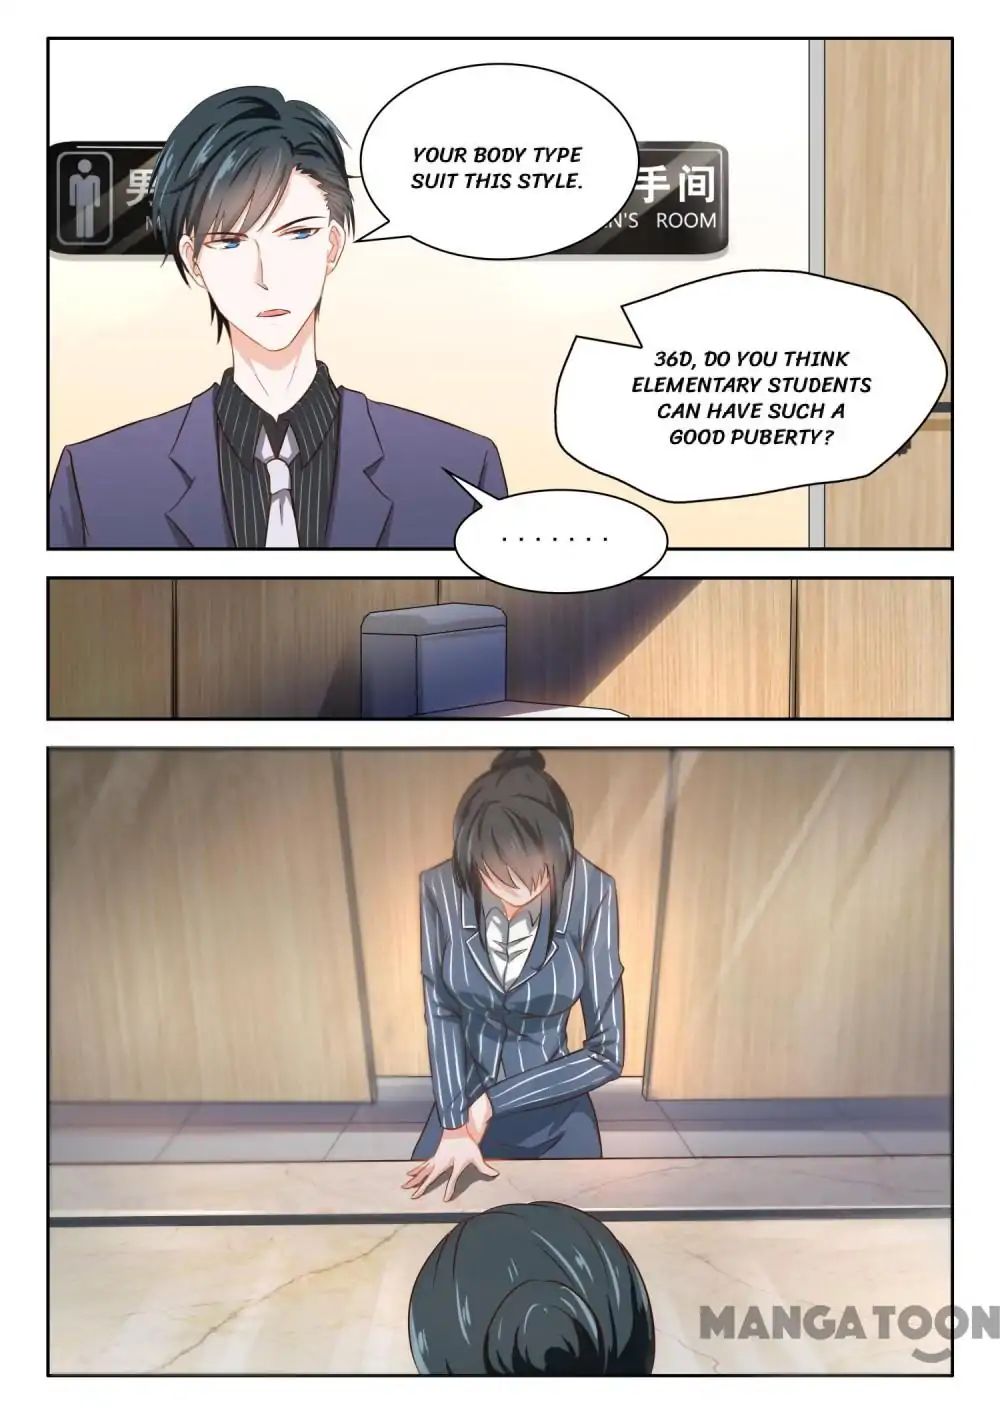 YOUR BODY TYPE
SUIT THIS STYLE.
男
手间
ROOM
36D, DO YOU THINK
ELEMENTARY STUDENTS
CAN HAVE SUCH A
GOOD PUBERTY?
.......
MANGATOON